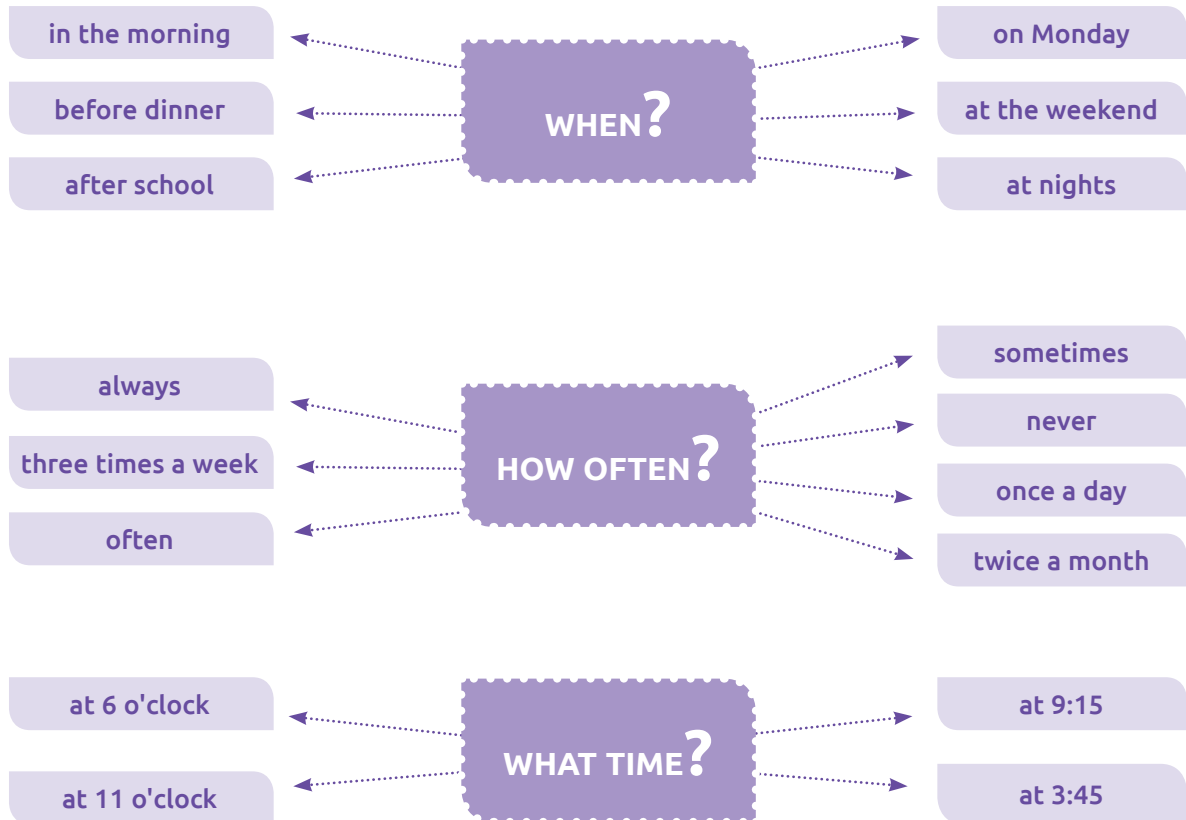 in the morning
before dinner
after school
WHEN?
on Monday
at the weekend
at nights
always
three times a week
often
HOW OFTEN?
sometimes
never
once a day
twice a month
at 6 o'clock
at 11 o'clock
WHAT TIME?
at 9:15
at 3:45